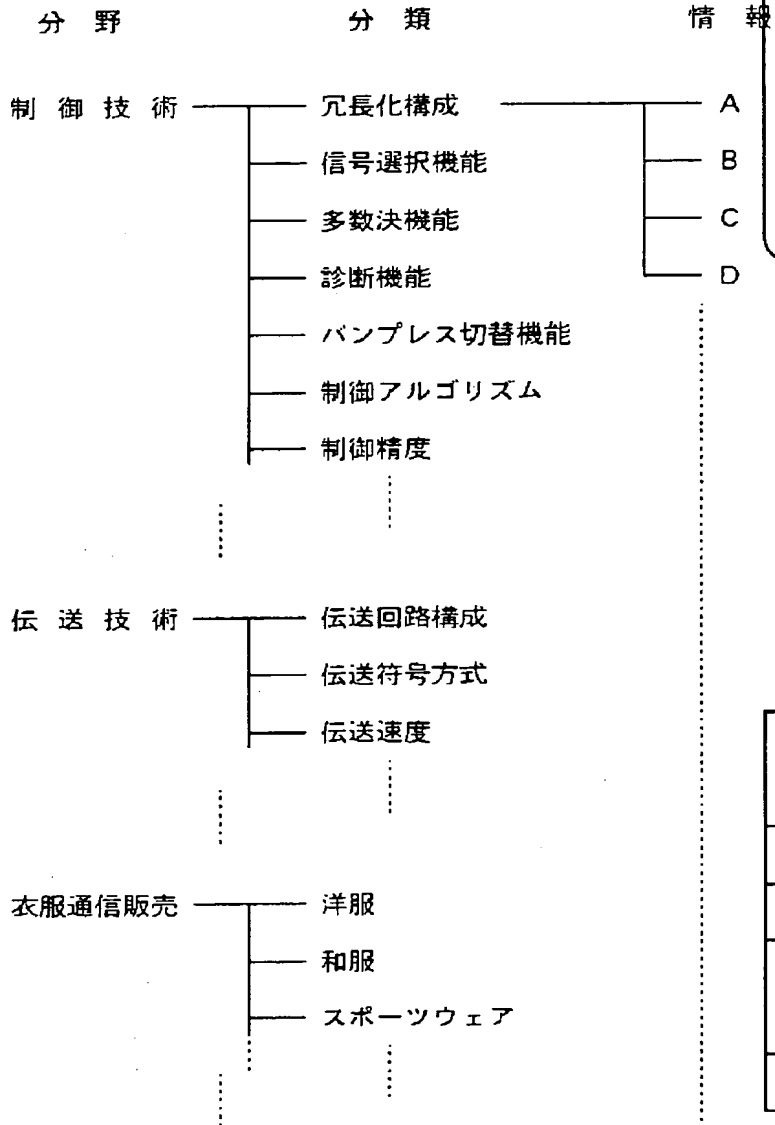 分野 分類 情報
制御技術 冗長化構成 A
信号選択機能 B
多数決機能 C
診断機能 D
バンプレス切替機能
制御アルゴリズム
制御精度
伝送技術 伝送回路構成
伝送符号方式
伝送速度
衣服通信販売 洋服
和服
スポーツウェア